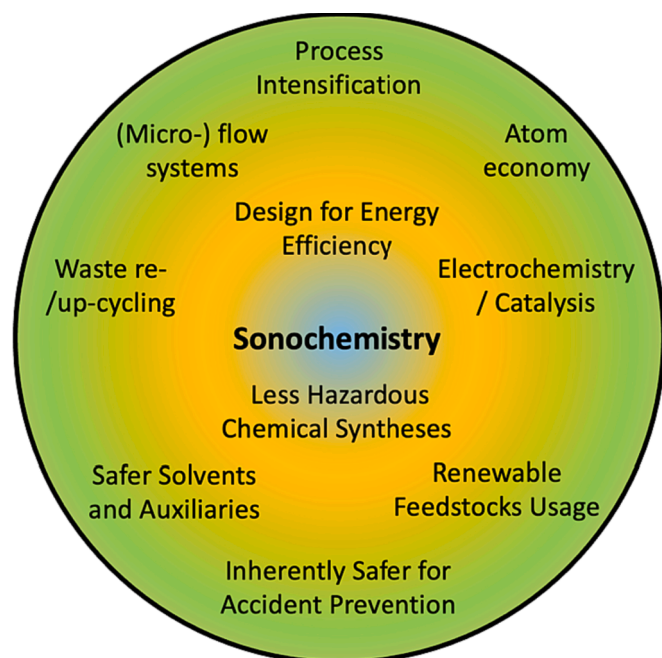 Process
Intensification
(Micro-) flow
systems
Atom
economy
Design for Energy
Efficiency
Waste re-
/up-cycling
Electrochemistry
/ Catalysis
Sonochemistry
Less Hazardous
Chemical Syntheses
Safer Solvents
and Auxiliaries
Renewable
Feedstocks Usage
Inherently Safer for
Accident Prevention